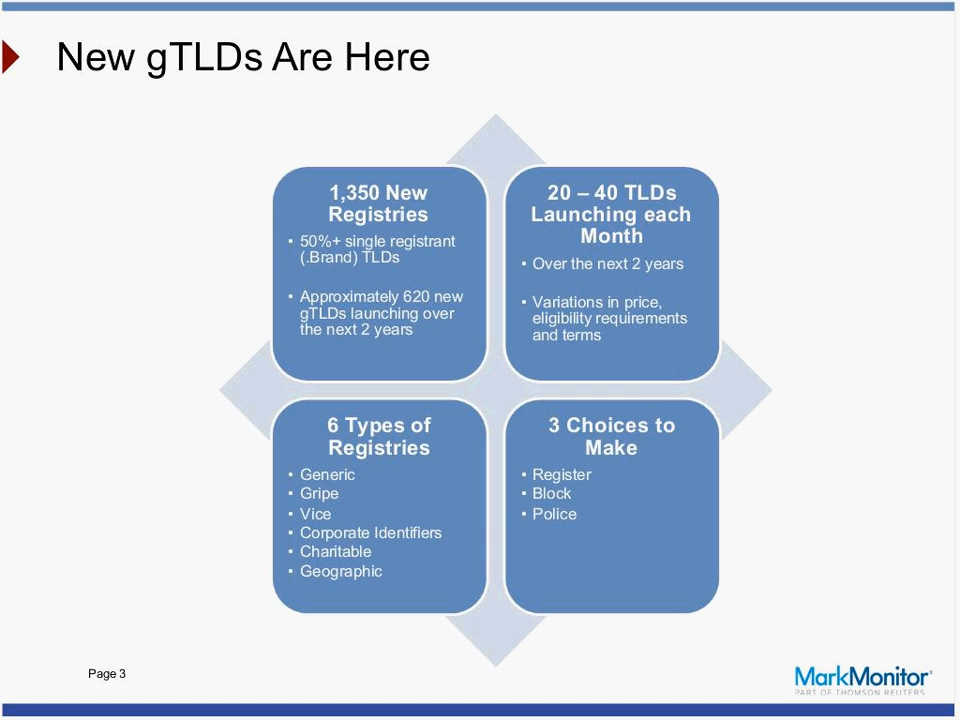 New gTLDs Are Here
1,350 New
Registries
• 50%+ single registrant
(.Brand) TLDs
• Approximately 620 new
gTLDs launching over
the next 2 years
20 – 40 TLDs
Launching each
Month
• Over the next 2 years
• Variations in price,
eligibility requirements
and terms
6 Types of
Registries
• Generic
• Gripe
• Vice
• Corporate Identifiers
• Charitable
• Geographic
3 Choices to
Make
• Register
• Block
• Police
Page 3
MarkMonitor®
PART OF THOMSON REUTERS